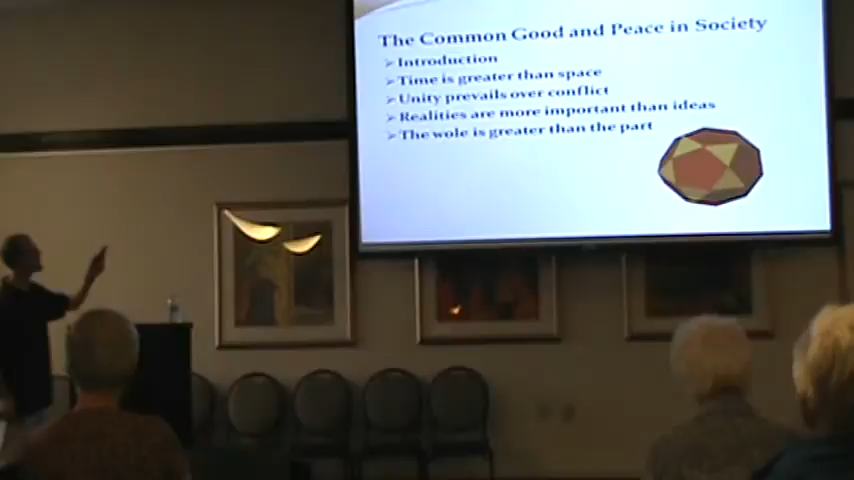 The Common Good and Peace in Society
➢Introduction
➢Time is greater than space
➢Unity prevails over conflict
➢Realities are more important than ideas
➢The wole is greater than the part